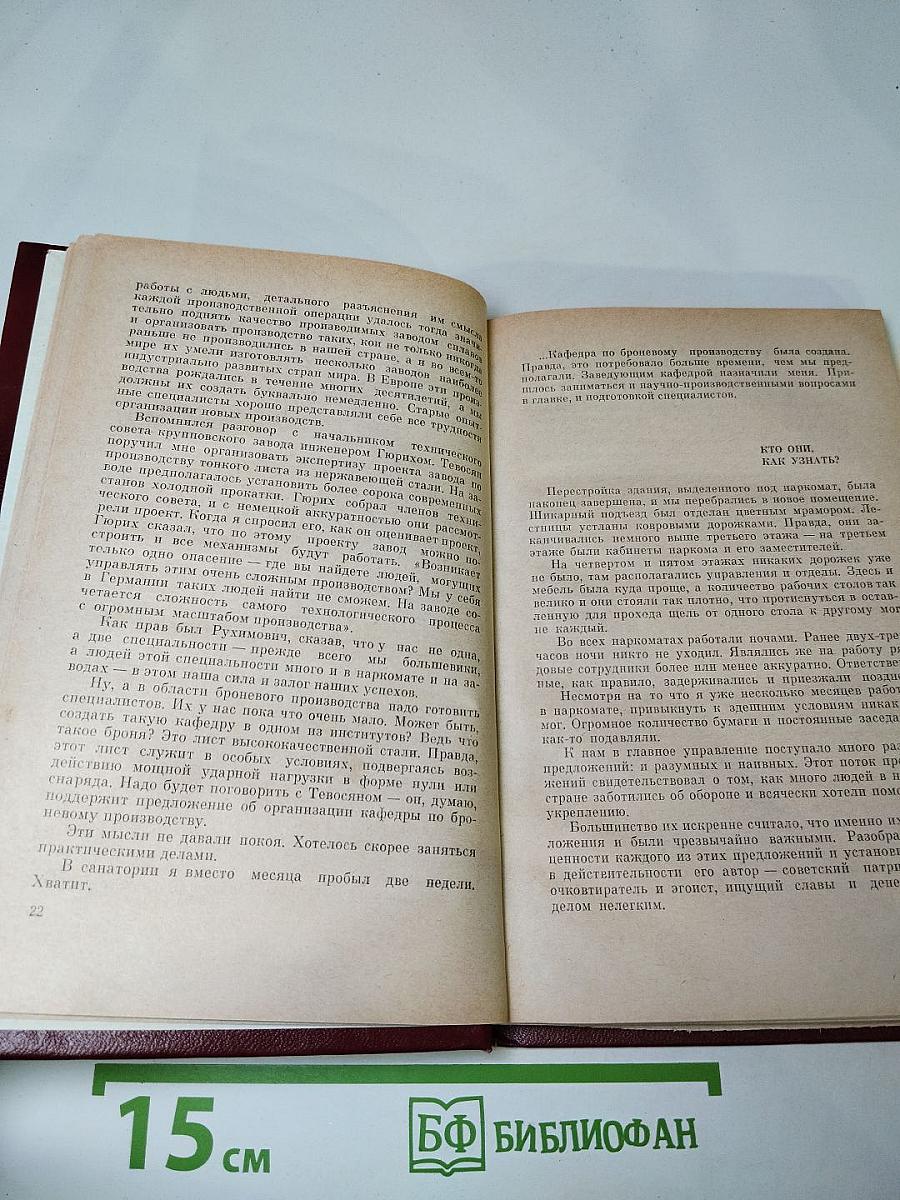 работы с людьми, детального разъяснения им смысла
каждой производственной операции удалось тогда значи-
тельно поднять качество производимых заводом сплавов
и организовать производство таких, кои не только никогда
раньше не производились в нашей стране, а и во всем-то
мире их умели изготовлять несколько заводов наиболее
индустриально развитых стран мира. В Европе эти произ-
водства рождались в течение многих десятилетий, а мы
должны их создать буквально немедленно. Старые опыт-
ные специалисты хорошо представляли себе все трудности
организации новых производств.
Вспомнился разговор с начальником технического
совета крупповского завода инженером Гюрихом. Тевосян
поручил мне организовать экспертизу проекта завода по
производству тонкого листа из нержавеющей стали. На за-
воде предполагалось установить более сорока современных
станов холодной прокатки. Гюрих собрал членов техни-
ческого совета, и с немецкой аккуратностью они рассмот-
рели проект. Когда я спросил его, как он оценивает проект,
Гюрих сказал, что по этому проекту завод можно по-
строить и все механизмы будут работать. «Возникает
только одно опасение — где вы найдете людей, могущих
управлять этим очень сложным производством? Мы у себя
в Германии таких людей найти не сможем. На заводе со-
четается сложность самого технологического процесса
с огромным масштабом производства».
Как прав был Рухимович, сказав, что у нас не одна,
а две специальности — прежде всего мы большевики,
а людей этой специальности много и в наркомате и на за-
водах — в этом наша сила и залог наших успехов.
Ну, а в области броневого производства надо готовить
специалистов. Их у нас пока что очень мало. Может быть,
создать такую кафедру в одном из институтов? Ведь что
такое броня? Это лист высококачественной стали. Правда,
этот лист служит в особых условиях, подвергаясь воз-
действию мощной ударной нагрузки в форме пули или
снаряда. Надо будет поговорить с Тевосяном — он, думаю,
поддержит предложение об организации кафедры по бро-
невому производству.
Эти мысли не давали покоя. Хотелось скорее заняться
практическими делами.
В санатории я вместо месяца пробыл две недели.
Хватит.
22
...Кафедра по броневому производству была создана.
Правда, это потребовало больше времени, чем мы пред-
полагали. Заведующим кафедрой назначили меня. При-
лось заниматься и научно-производственными вопросами
в главке, и подготовкой специалистов.
КТО ОНИ,
КАК УЗНАТЬ?
Перестройка здания, выделенного под наркомат, была
наконец завершена, и мы перебрались в новое помещение.
Шикарный подъезд был отделан цветным мрамором. Ле-
стницы устланы ковровыми дорожками. Правда, они за-
канчивались немного выше третьего этажа — на третьем
этаже были кабинеты наркома и его заместителей.
На четвертом и пятом этажах никаких дорожек уже
не было, там располагались управления и отделы. Здесь и
мебель была куда проще, а количество рабочих столов так
велико и они стояли так плотно, что протиснуться в остав-
ленную для прохода щель от одного стола к другому мог
не каждый.
Во всех наркоматах работали ночами. Ранее двух-тре
часов ночи никто не уходил. Являлись же на работу ря
довые сотрудники более или менее аккуратно. Ответствен
ные, как правило, задерживались и приезжали поздне
Несмотря на то что я уже несколько месяцев работ
в наркомате, привыкнуть к здешним условиям никак
мог. Огромное количество бумаги и постоянные заседа
как-то подавляли.
К нам в главное управление поступало много раз
предложений: и разумных и наивных. Этот поток пре
жений свидетельствовал о том, как много людей в н
стране заботились об обороне и всячески хотели помо
укреплению.
Большинство их искренне считало, что именно их
ложения и были чрезвычайно важными. Разобра
ценности каждого из этих предложений и установи
в действительности его автор — советский патри
очковтиратель и эгоист, ищущий славы и дене
делом нелегким.
15 см
БФ БИБЛИОФАН